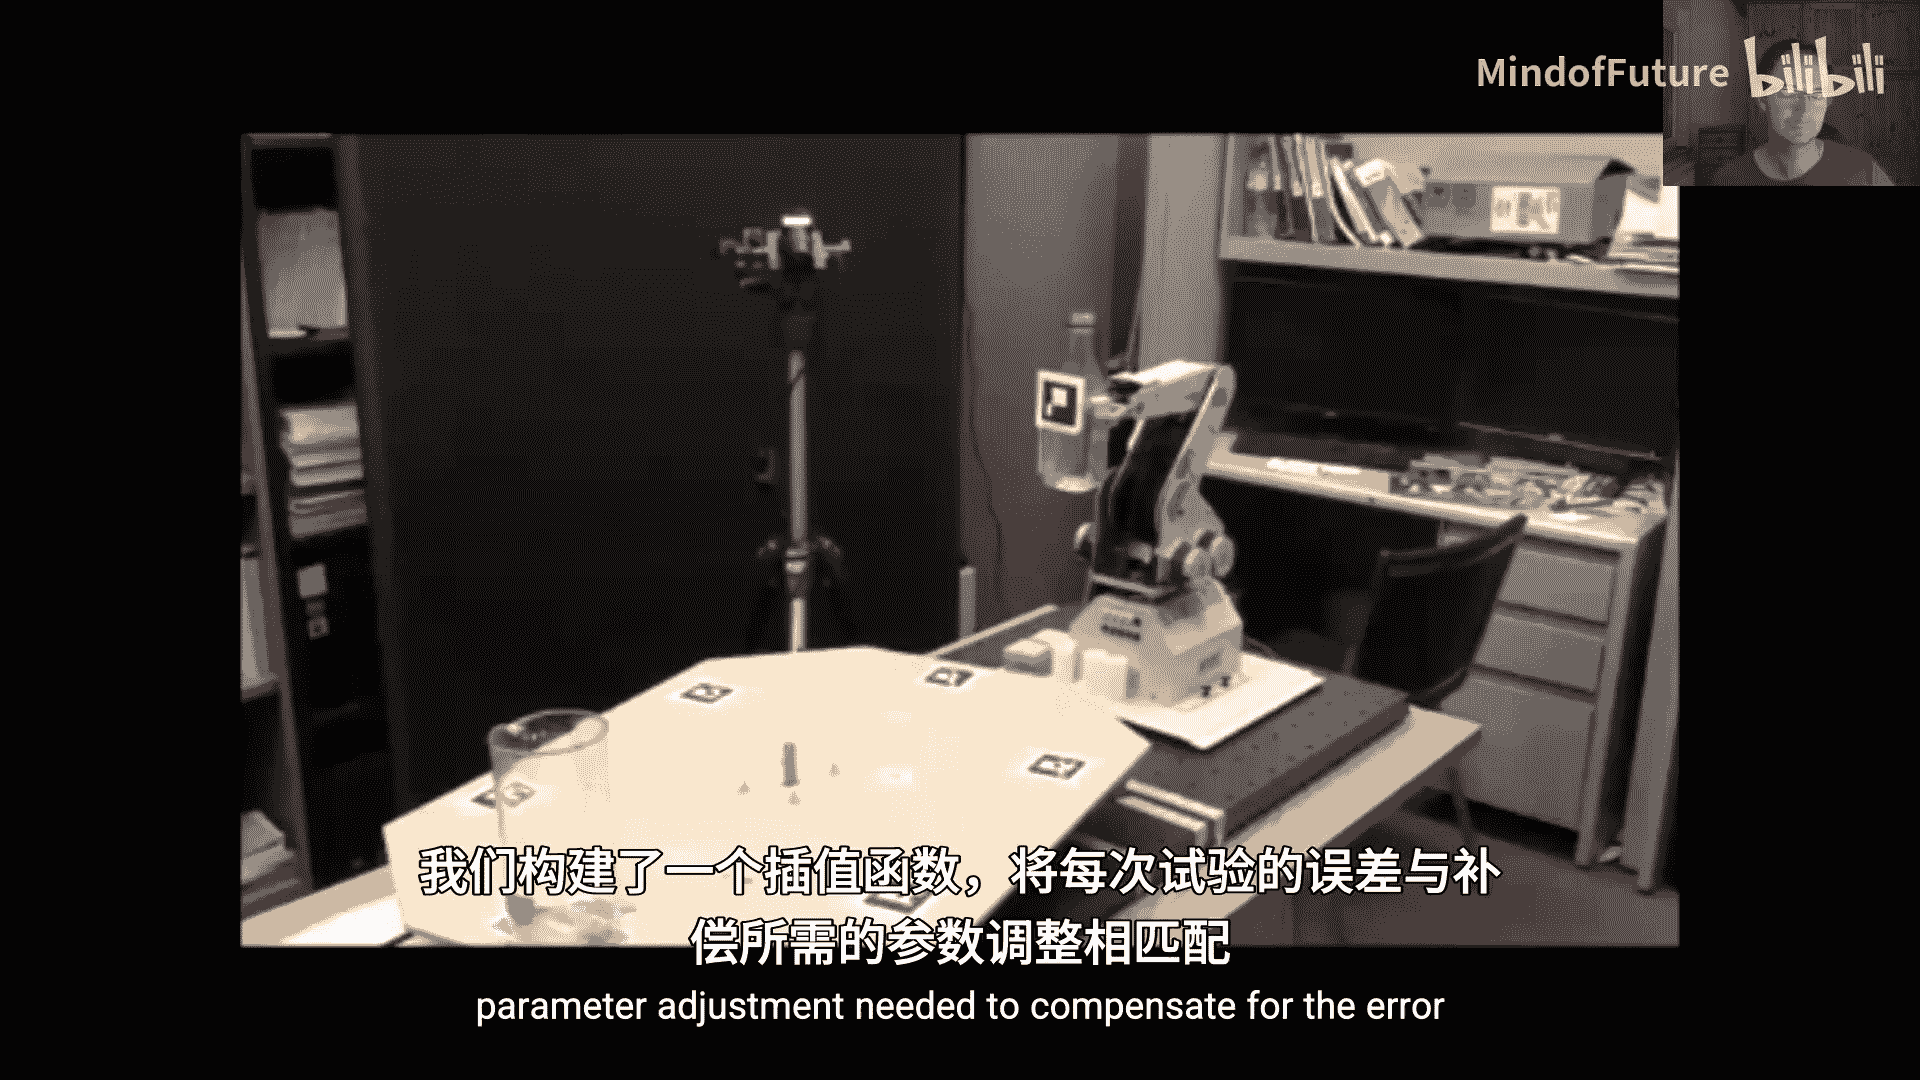 MindofFuture bilibili
我们构建了一个插值函数，将每次试验的误差与补
偿所需的参数调整相匹配
parameter adjustment needed to compensate for the error